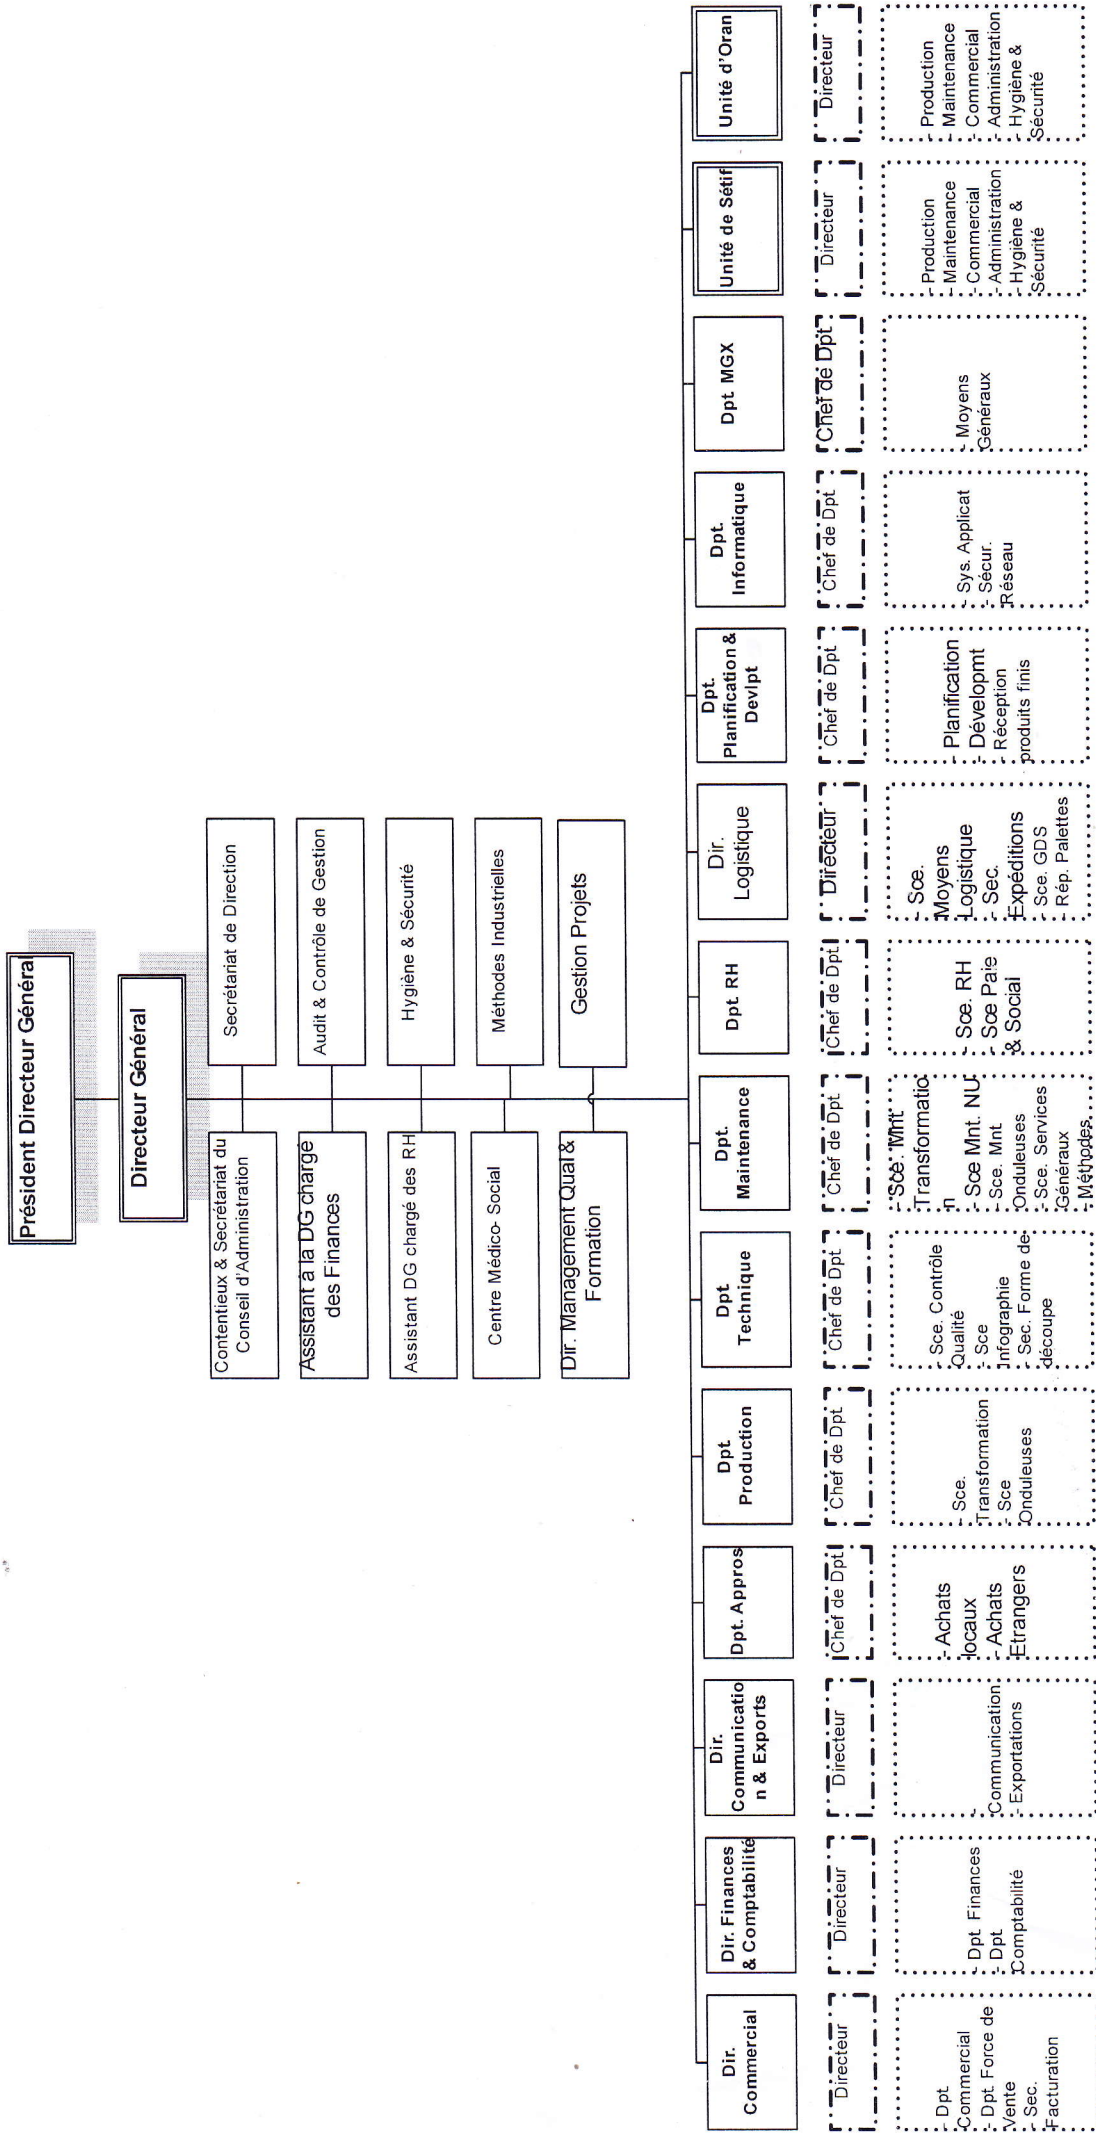 Président Directeur Général
Directeur Général
Contentieux & Secrétariat du
Conseil d'Administration
Secrétariat de Direction
Assistant à la DG chargé
des Finances
Audit & Contrôle de Gestion
Assistant DG chargé des RH
Hygiène & Sécurité
Centre Médico- Social
Méthodes Industrielles
Dir. Management Qual &
Formation
Gestion Projets
Dir.
Commercial
Directeur
- Dpt
Commercial
- Dpt. Force de
Vente
- Sec.
Facturation
Dir. Finances
& Comptabilité
Directeur
- Dpt. Finances
- Dpt
Comptabilité
Dir.
Communicatio
n & Exports
Directeur
-
Communication
- Exportations
Dpt. Appros
Chef de Dpt
- Achats
locaux
- Achats
Etrangers
Dpt
Production
Chef de Dpt
- Sce.
Transformation
- Sce
Onduleuses
Dpt.
Technique
Chef de Dpt
- Sce. Contrôle
Qualité
- Sce
Infographie
- Sec. Forme de
découpe
Dpt.
Maintenance
Chef de Dpt
- Sce. Mnt
Transformatio
n
- Sce Mnt. NU
- Sce. Mnt
Onduleuses
- Sce. Services
Généraux
- Méthodes
Dpt. RH
Chef de Dpt
- Sce. RH
- Sce Paie
& Social
Dir.
Logistique
Directeur
- Sce.
Moyens
Logistique
- Sec.
Expéditions
- Sce. GDS
- Rép. Palettes
Dpt.
Planification &
Devlpt
Chef de Dpt
- Planification
- Dévelopmt
- Réception
produits finis
Dpt.
Informatique
Chef de Dpt
- Sys. Applicat
- Sécur.
Réseau
Dpt. MGX
Chef de Dpt
- Moyens
Généraux
Unité de Sétif
Directeur
- Production
- Maintenance
- Commercial
- Administration
- Hygiène &
Sécurité
Unité d'Oran
Directeur
- Production
- Maintenance
- Commercial
- Administration
- Hygiène &
Sécurité